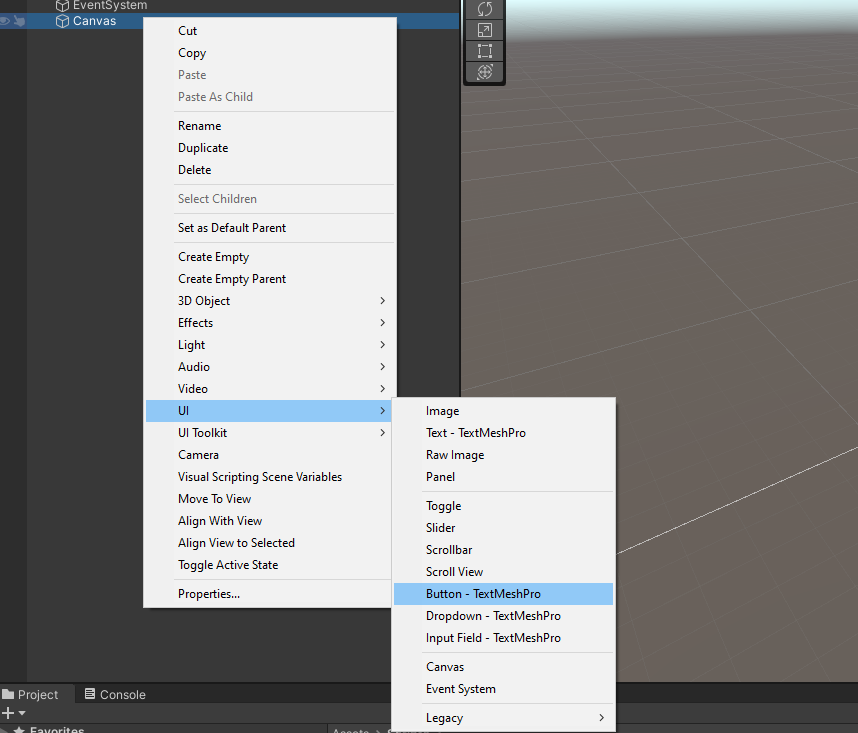 EventSystem
Canvas
Cut
Copy
Paste
Paste As Child
Rename
Duplicate
Delete
Select Children
Set as Default Parent
Create Empty
Create Empty Parent
3D Object
Effects
Light
Audio
Video
UI
UI Toolkit
Camera
Visual Scripting Scene Variables
Move To View
Align With View
Align View to Selected
Toggle Active State
Properties...
Image
Text - TextMeshPro
Raw Image
Panel
Toggle
Slider
Scrollbar
Scroll View
Button - TextMeshPro
Dropdown - TextMeshPro
Input Field - TextMeshPro
Canvas
Event System
Legacy
Project
Console
Favorites
Assets